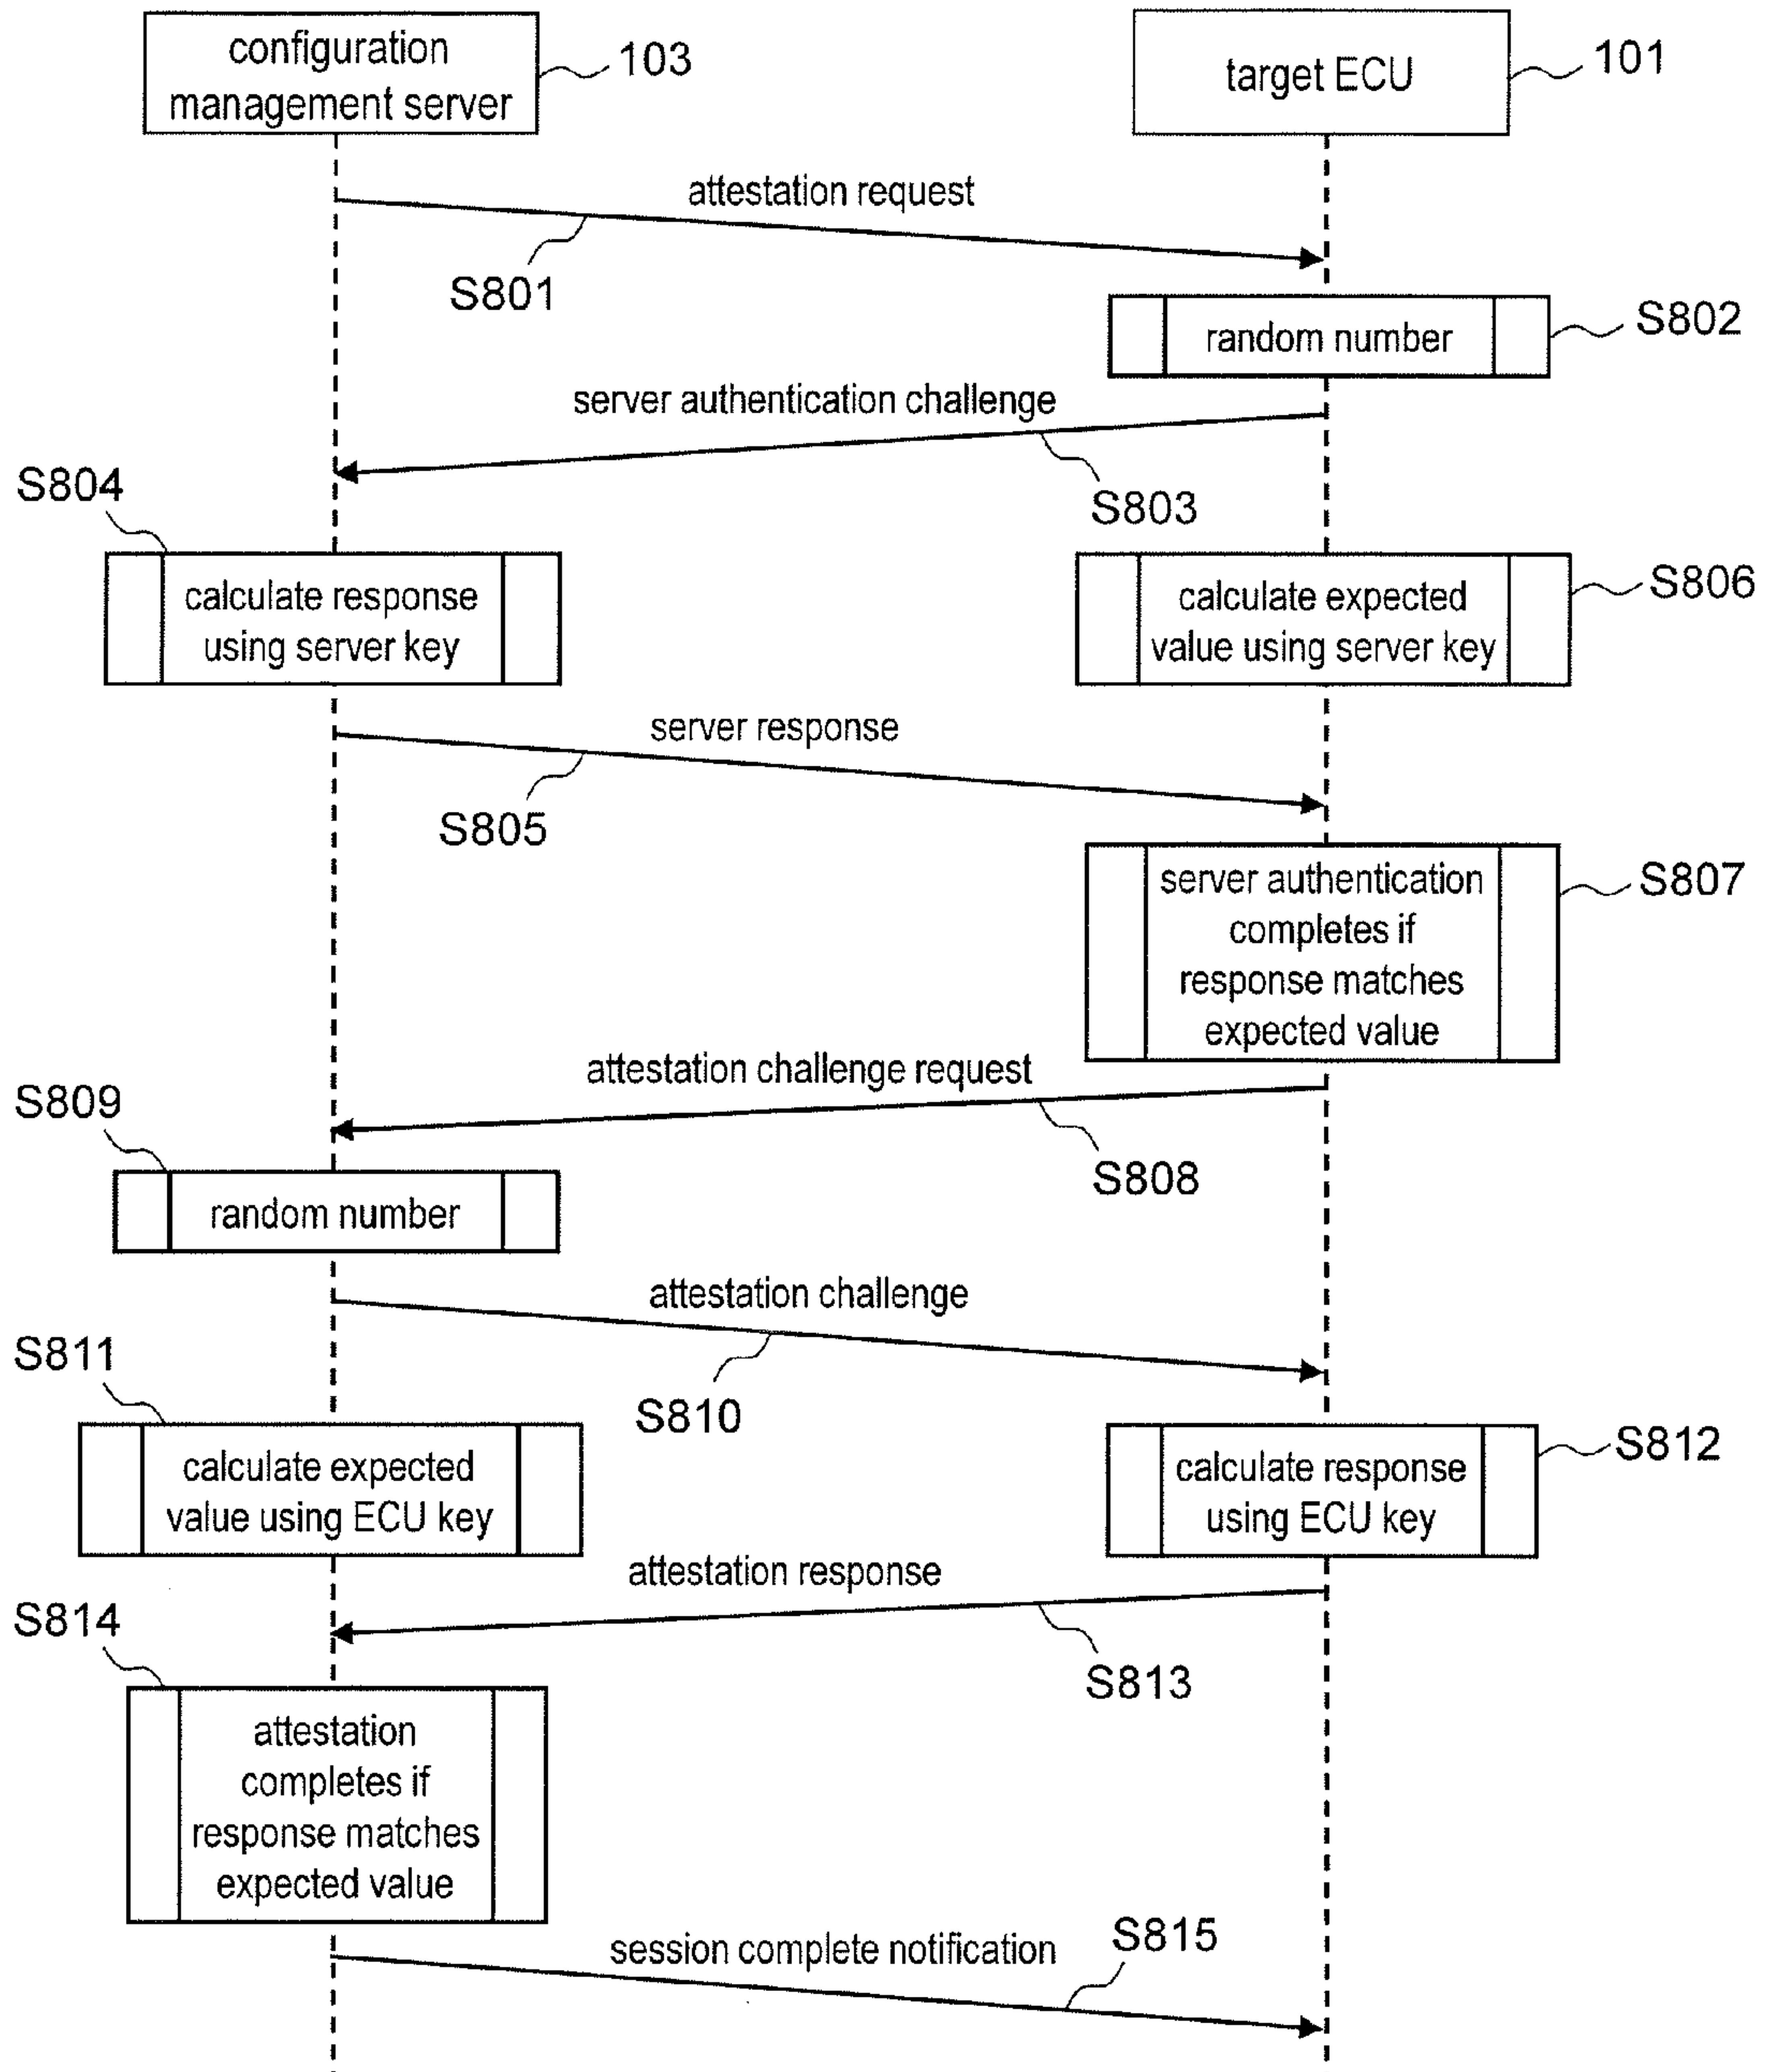 configuration
management server
103
target ECU
101
attestation request
S801
random number
S802
server authentication challenge
S803
S804
calculate response
using server key
calculate expected
value using server key
S806
server response
S805
server authentication
completes if
response matches
expected value
S807
attestation challenge request
S808
S809
random number
attestation challenge
S810
S811
calculate expected
value using ECU key
calculate response
using ECU key
S812
attestation response
S813
S814
attestation
completes if
response matches
expected value
session complete notification
S815